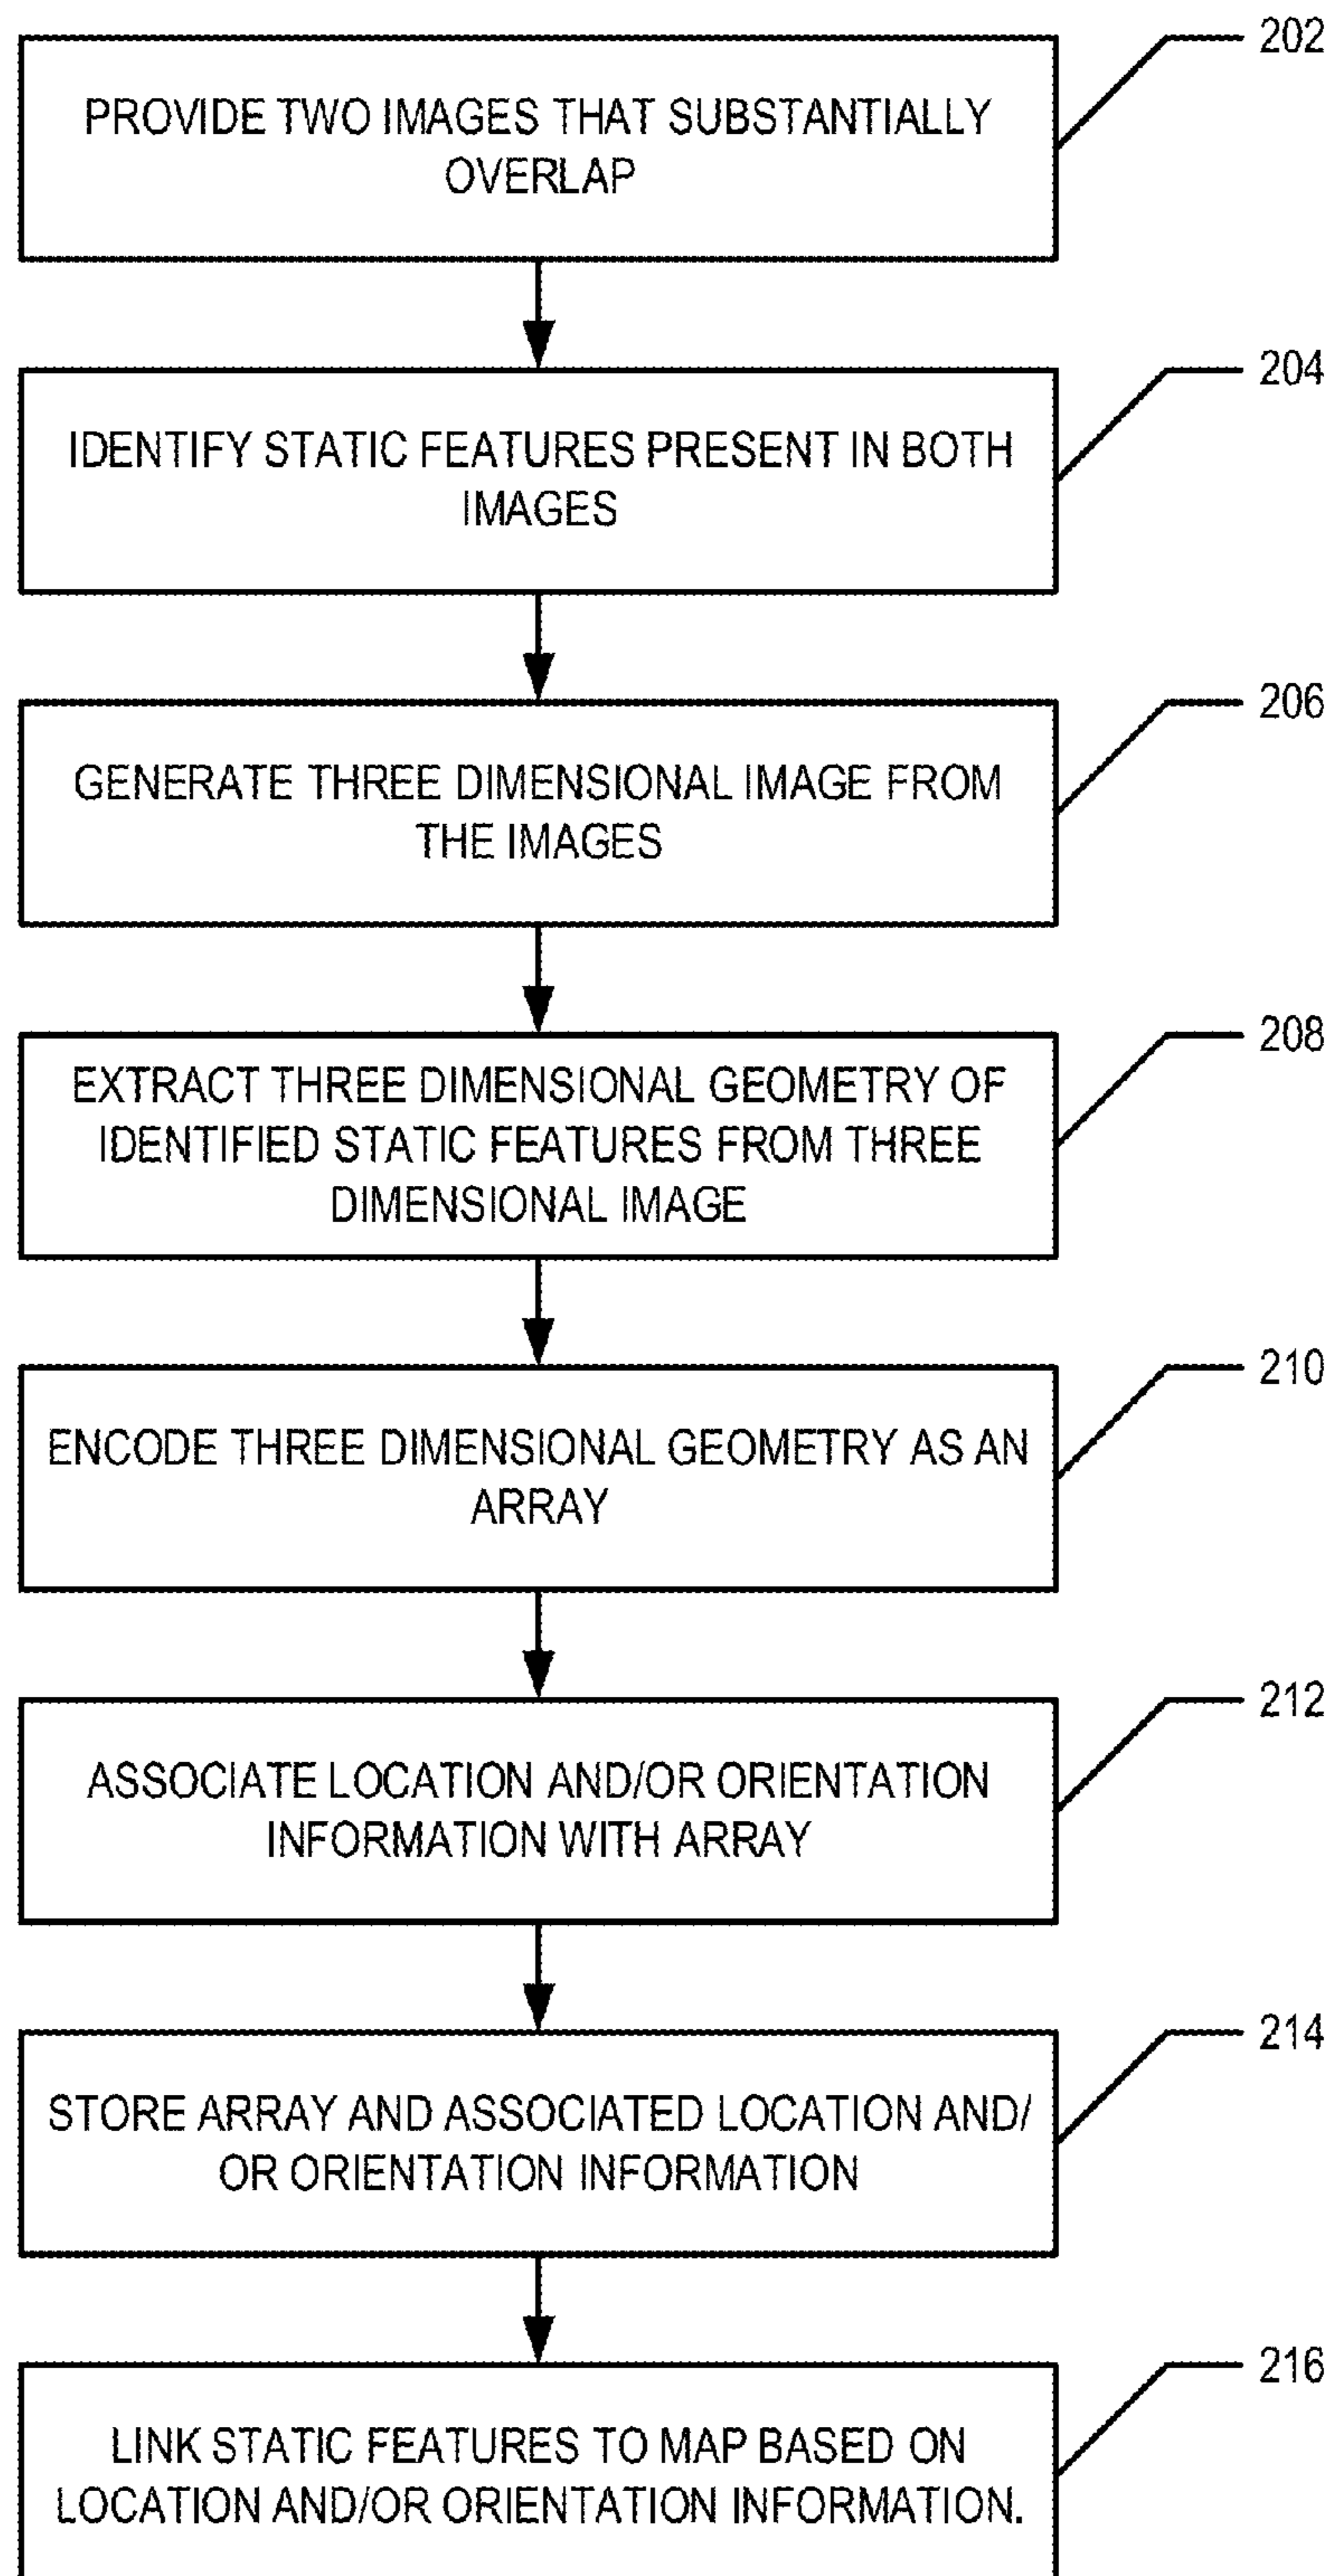 202
PROVIDE TWO IMAGES THAT SUBSTANTIALLY
OVERLAP
204
IDENTIFY STATIC FEATURES PRESENT IN BOTH
IMAGES
206
GENERATE THREE DIMENSIONAL IMAGE FROM
THE IMAGES
208
EXTRACT THREE DIMENSIONAL GEOMETRY OF
IDENTIFIED STATIC FEATURES FROM THREE
DIMENSIONAL IMAGE
210
ENCODE THREE DIMENSIONAL GEOMETRY AS AN
ARRAY
212
ASSOCIATE LOCATION AND/OR ORIENTATION
INFORMATION WITH ARRAY
214
STORE ARRAY AND ASSOCIATED LOCATION AND/
OR ORIENTATION INFORMATION
216
LINK STATIC FEATURES TO MAP BASED ON
LOCATION AND/OR ORIENTATION INFORMATION.